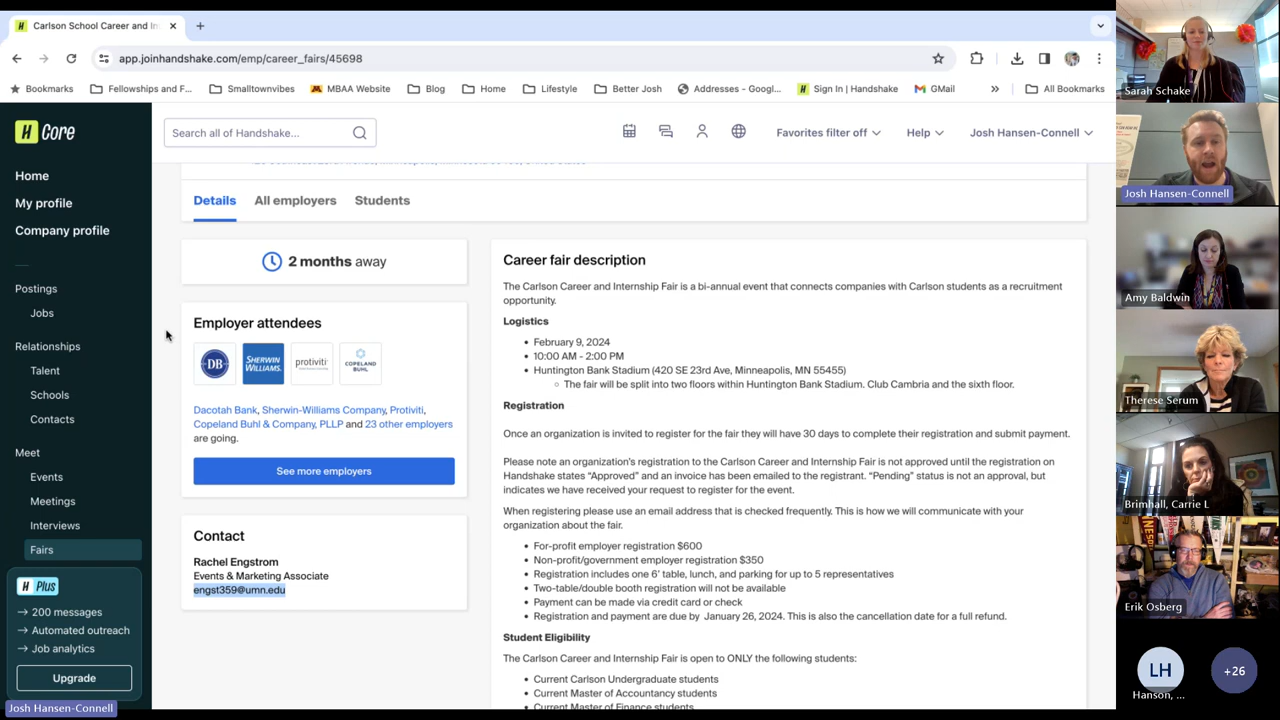 Carlson School Career and In
app.joinhandshake.com/emp/career_fairs/45698
Bookmarks
Fellowships and F...
Smalltownvibes
MBAA Website
Blog
Home
Lifestyle
Better Josh
Addresses - Googl...
Sign In | Handshake
GMail
»
All Bookmarks
H Core
Search all of Handshake...
Favorites filter off
Help
Josh Hansen-Connell
Home
My profile
Company profile
Postings
Jobs
Relationships
Talent
Schools
Contacts
Meet
Events
Meetings
Interviews
Fairs
H Plus
→ 200 messages
→ Automated outreach
→ Job analytics
Upgrade
Josh Hansen-Connell
Details
All employers
Students
2 months away
Employer attendees
DB
SHERWIN
WILLIAMS.
protiviti
COPELAND
BUHL
Dacotah Bank, Sherwin-Williams Company, Protiviti,
Copeland Buhl & Company, PLLP and 23 other employers
are going.
See more employers
Contact
Rachel Engstrom
Events & Marketing Associate
engst359@umn.edu
Career fair description
The Carlson Career and Internship Fair is a bi-annual event that connects companies with Carlson students as a recruitment
opportunity.
Logistics
• February 9, 2024
• 10:00 AM - 2:00 PM
• Huntington Bank Stadium (420 SE 23rd Ave, Minneapolis, MN 55455)
○ The fair will be split into two floors within Huntington Bank Stadium. Club Cambria and the sixth floor.
Registration
Once an organization is invited to register for the fair they will have 30 days to complete their registration and submit payment.
Please note an organization's registration to the Carlson Career and Internship Fair is not approved until the registration on
Handshake states "Approved" and an invoice has been emailed to the registrant. "Pending" status is not an approval, but
indicates we have received your request to register for the event.
When registering please use an email address that is checked frequently. This is how we will communicate with your
organization about the fair.
• For-profit employer registration $600
• Non-profit/government employer registration $350
• Registration includes one 6' table, lunch, and parking for up to 5 representatives
• Two-table/double booth registration will not be available
• Payment can be made via credit card or check
• Registration and payment are due by January 26, 2024. This is also the cancellation date for a full refund.
Student Eligibility
The Carlson Career and Internship Fair is open to ONLY the following students:
• Current Carlson Undergraduate students
• Current Master of Accountancy students
• Current Master of Finance students
Sarah Schake
Josh Hansen-Connell
Amy Baldwin
Therese Serum
Brimhall, Carrie L
Erik Osberg
LH
Hanson, ...
+26